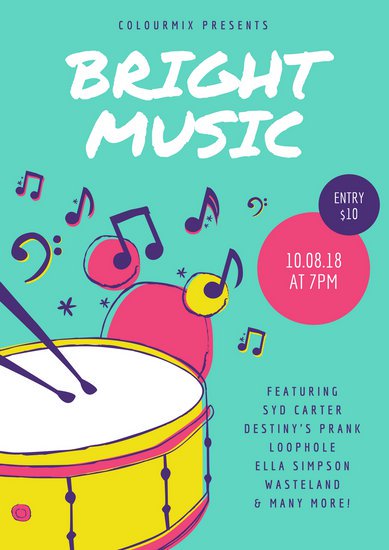 COLOURMIX PRESENTS
BRIGHT
MUSIC
ENTRY
$10
10.08.18
AT 7PM
FEATURING
SYD CARTER
DESTINY'S PRANK
LOOPHOLE
ELLA SIMPSON
WASTELAND
& MANY MORE!